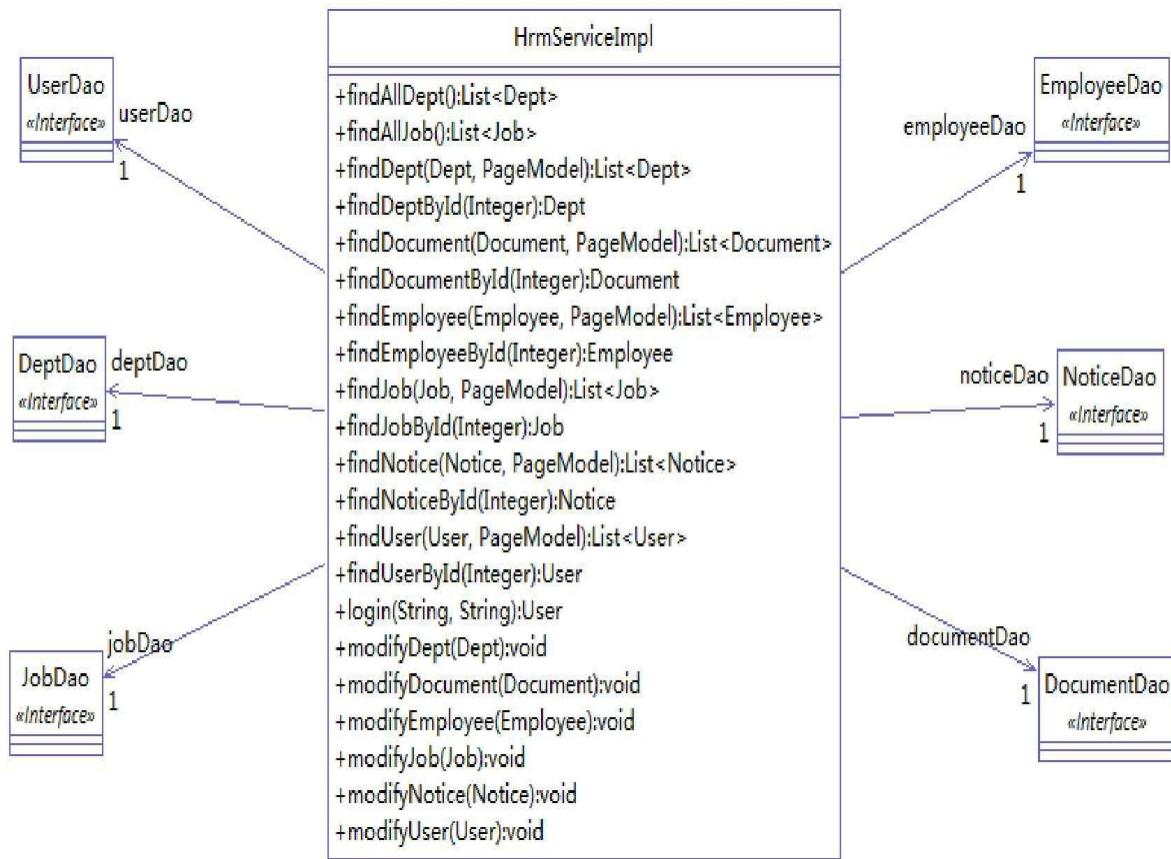 HrmServiceImpl
+findAllDept():List<Dept>
+findAllJob():List<Job>
+findDept(Dept, PageModel):List<Dept>
+findDeptById(Integer):Dept
+findDocument(Document, PageModel):List<Document>
+findDocumentById(Integer):Document
+findEmployee(Employee, PageModel):List<Employee>
+findEmployeeById(Integer):Employee
+findJob(Job, PageModel):List<Job>
+findJobById(Integer):Job
+findNotice(Notice, PageModel):List<Notice>
+findNoticeById(Integer):Notice
+findUser(User, PageModel):List<User>
+findUserById(Integer):User
+login(String, String):User
+modifyDept(Dept):void
+modifyDocument(Document):void
+modifyEmployee(Employee):void
+modifyJob(Job):void
+modifyNotice(Notice):void
+modifyUser(User):void
UserDao
«Interface»
userDao
1
DeptDao
«Interface»
deptDao
1
JobDao
«Interface»
jobDao
1
EmployeeDao
«Interface»
employeeDao
1
NoticeDao
«Interface»
noticeDao
1
DocumentDao
«Interface»
documentDao
1